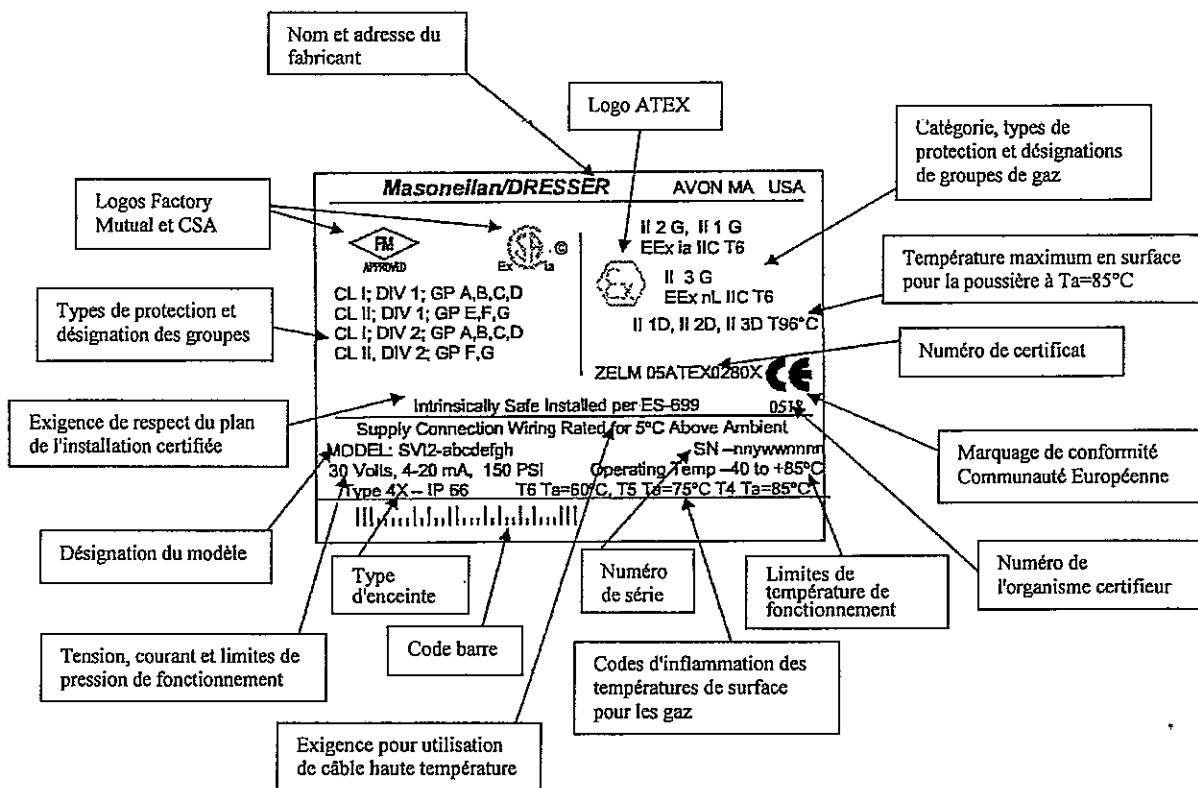 Nom et adresse du
fabricant
Logo ATEX
Catégorie, types de
protection et désignations
de groupes de gaz
Logos Factory
Mutual et CSA
Température maximum en surface
pour la poussière à Ta=85°C
Types de protection et
désignation des groupes
Numéro de certificat
Exigence de respect du plan
de l'installation certifiée
Marquage de conformité
Communauté Européenne
Désignation du modèle
Type
d'enceinte
Numéro
de série
Limites de
température de
fonctionnement
Numéro de
l'organisme certifieur
Tension, courant et limites de
pression de fonctionnement
Code barre
Codes d'inflammation des
températures de surface
pour les gaz
Exigence pour utilisation
de câble haute température
Masoneilan/DRESSER AVON MA USA
FM
APPROVED
SA
Ex ia
©
CL I; DIV 1; GP A,B,C,D
CL II; DIV 1; GP E,F,G
CL I; DIV 2; GP A,B,C,D
CL II, DIV 2; GP F,G
II 2 G, II 1 G
EEx ia IIC T6
Ex
II 3 G
EEx nL IIC T6
II 1D, II 2D, II 3D T96°C
ZELM 05ATEX0280X CE
Intrinsically Safe Installed per ES-699
Supply Connection Wiring Rated for 5°C Above Ambient
MODEL: SVI2-abcdefgh SN –nnywwnnnn
30 Volts, 4-20 mA, 150 PSI Operating Temp –40 to +85°C
Type 4X – IP 66 T6 Ta=60°C, T5 Ta=75°C T4 Ta=85°C